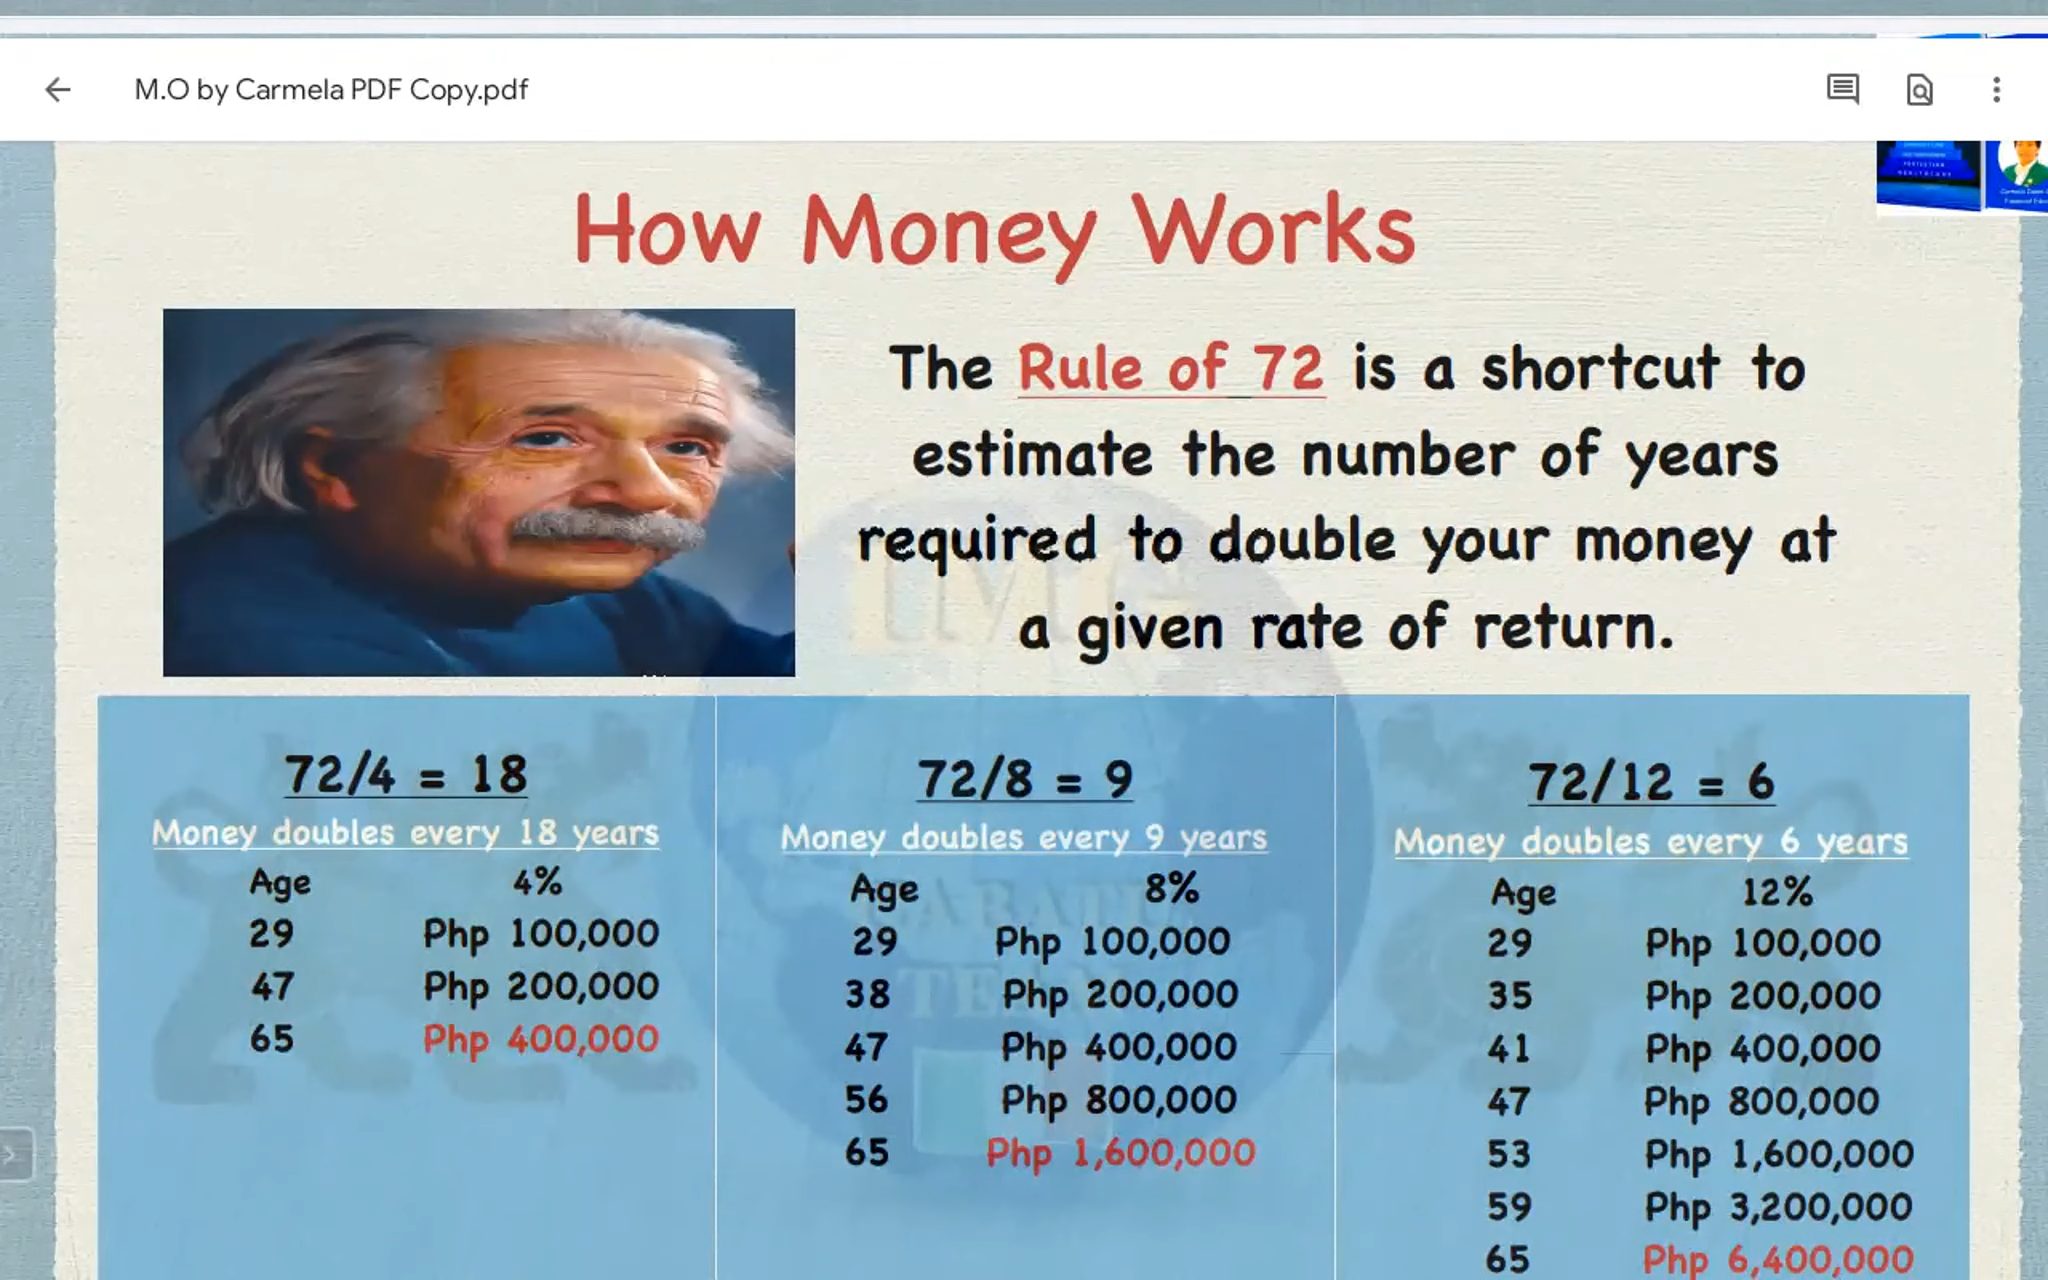 M.O by Carmela PDF Copy.pdf
How Money Works
The Rule of 72 is a shortcut to
estimate the number of years
required to double your money at
a given rate of return.
72/4 = 18
Money doubles every 18 years
Age 4%
29 Php 100,000
47 Php 200,000
65 Php 400,000
72/8 = 9
Money doubles every 9 years
Age 8%
29 Php 100,000
38 Php 200,000
47 Php 400,000
56 Php 800,000
65 Php 1,600,000
72/12 = 6
Money doubles every 6 years
Age 12%
29 Php 100,000
35 Php 200,000
41 Php 400,000
47 Php 800,000
53 Php 1,600,000
59 Php 3,200,000
65 Php 6,400,000